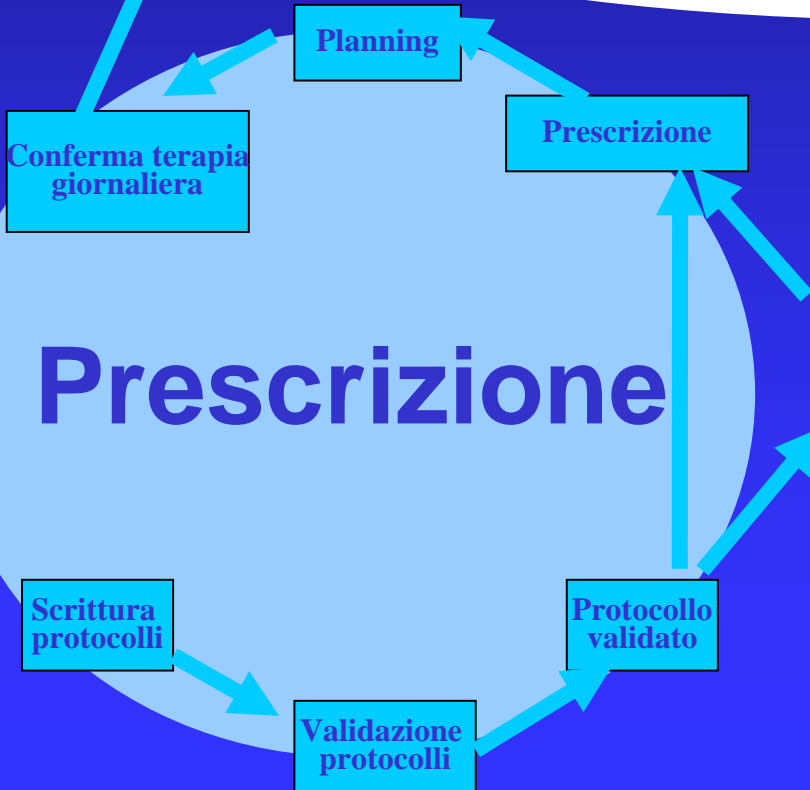 Planning
Prescrizione
Conferma terapia
giornaliera
Prescrizione
Scrittura
protocolli
Protocollo
validato
Validazione
protocolli